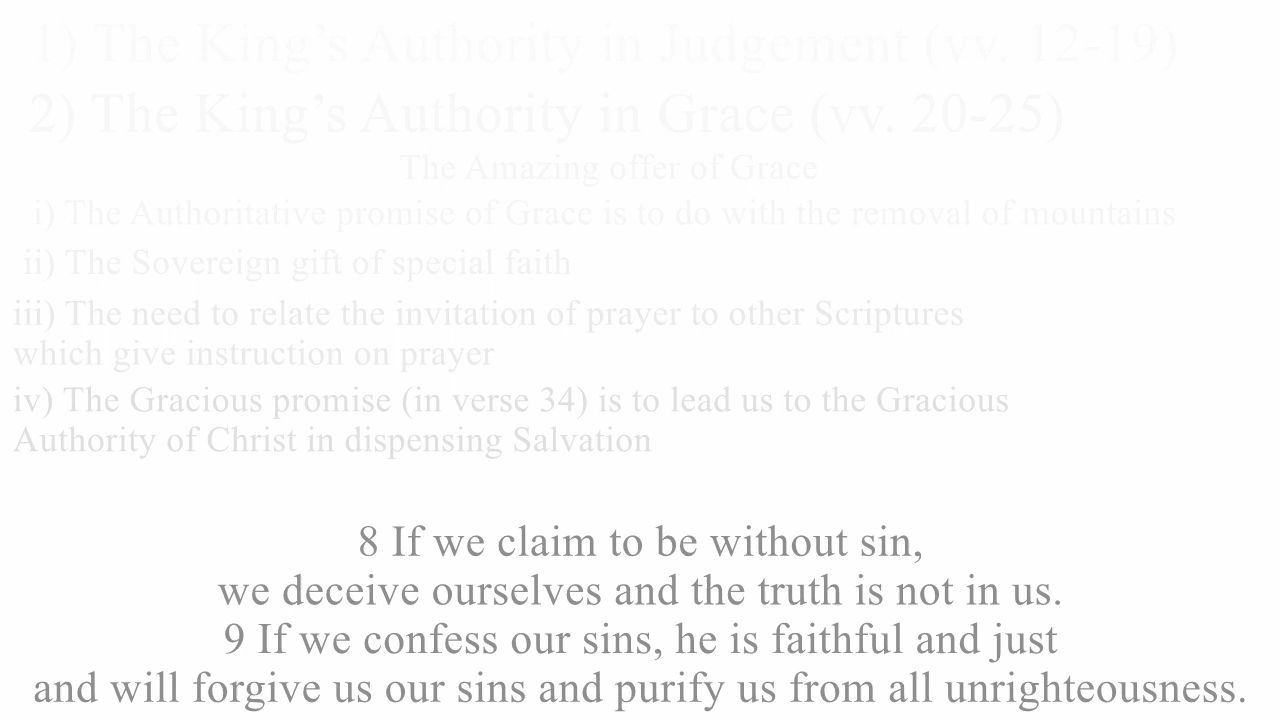 1) The King’s Authority in Judgement (vv. 12-19)
2) The King’s Authority in Grace (vv. 20-25)
The Amazing offer of Grace
i) The Authoritative promise of Grace is to do with the removal of mountains
ii) The Sovereign gift of special faith
iii) The need to relate the invitation of prayer to other Scriptures
which give instruction on prayer
iv) The Gracious promise (in verse 34) is to lead us to the Gracious
Authority of Christ in dispensing Salvation
8 If we claim to be without sin,
we deceive ourselves and the truth is not in us.
9 If we confess our sins, he is faithful and just
and will forgive us our sins and purify us from all unrighteousness.